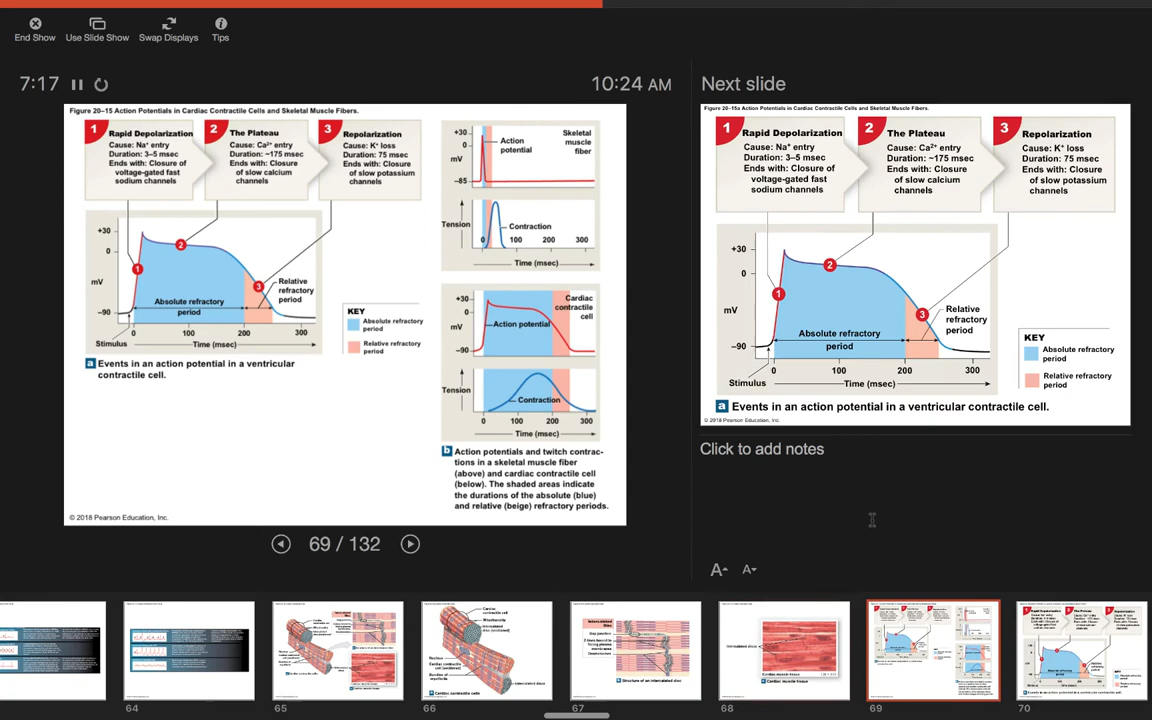 End Show
Use Slide Show
Swap Displays
Tips
7:17
10:24 AM
Figure 20–15 Action Potentials in Cardiac Contractile Cells and Skeletal Muscle Fibers.
1
Rapid Depolarization
Cause: Na⁺ entry
Duration: 3–5 msec
Ends with: Closure of
voltage-gated fast
sodium channels
2
The Plateau
Cause: Ca²⁺ entry
Duration: ~175 msec
Ends with: Closure
of slow calcium
channels
3
Repolarization
Cause: K⁺ loss
Duration: 75 msec
Ends with: Closure
of slow potassium
channels
+30
0
mV
–90
1
2
3
Absolute refractory
period
Relative
refractory
period
Stimulus
0
100
200
300
Time (msec)
KEY
Absolute refractory
period
Relative refractory
period
a Events in an action potential in a ventricular
contractile cell.
+30
0
mV
–85
Action
potential
Skeletal
muscle
fiber
Tension
Contraction
0 100 200 300
Time (msec)
+30
0
mV
–90
Action potential
Cardiac
contractile
cell
Tension
Contraction
0 100 200 300
Time (msec)
b Action potentials and twitch contrac-
tions in a skeletal muscle fiber
(above) and cardiac contractile cell
(below). The shaded areas indicate
the durations of the absolute (blue)
and relative (beige) refractory periods.
© 2018 Pearson Education, Inc.
69 / 132
Next slide
Figure 20–15a Action Potentials in Cardiac Contractile Cells and Skeletal Muscle Fibers.
1
Rapid Depolarization
Cause: Na⁺ entry
Duration: 3–5 msec
Ends with: Closure of
voltage-gated fast
sodium channels
2
The Plateau
Cause: Ca²⁺ entry
Duration: ~175 msec
Ends with: Closure
of slow calcium
channels
3
Repolarization
Cause: K⁺ loss
Duration: 75 msec
Ends with: Closure
of slow potassium
channels
+30
0
mV
–90
1
2
3
Absolute refractory
period
Relative
refractory
period
Stimulus
0
100
200
300
Time (msec)
KEY
Absolute refractory
period
Relative refractory
period
a Events in an action potential in a ventricular contractile cell.
© 2018 Pearson Education, Inc.
Click to add notes
A A
64
65
66
67
68
69
70